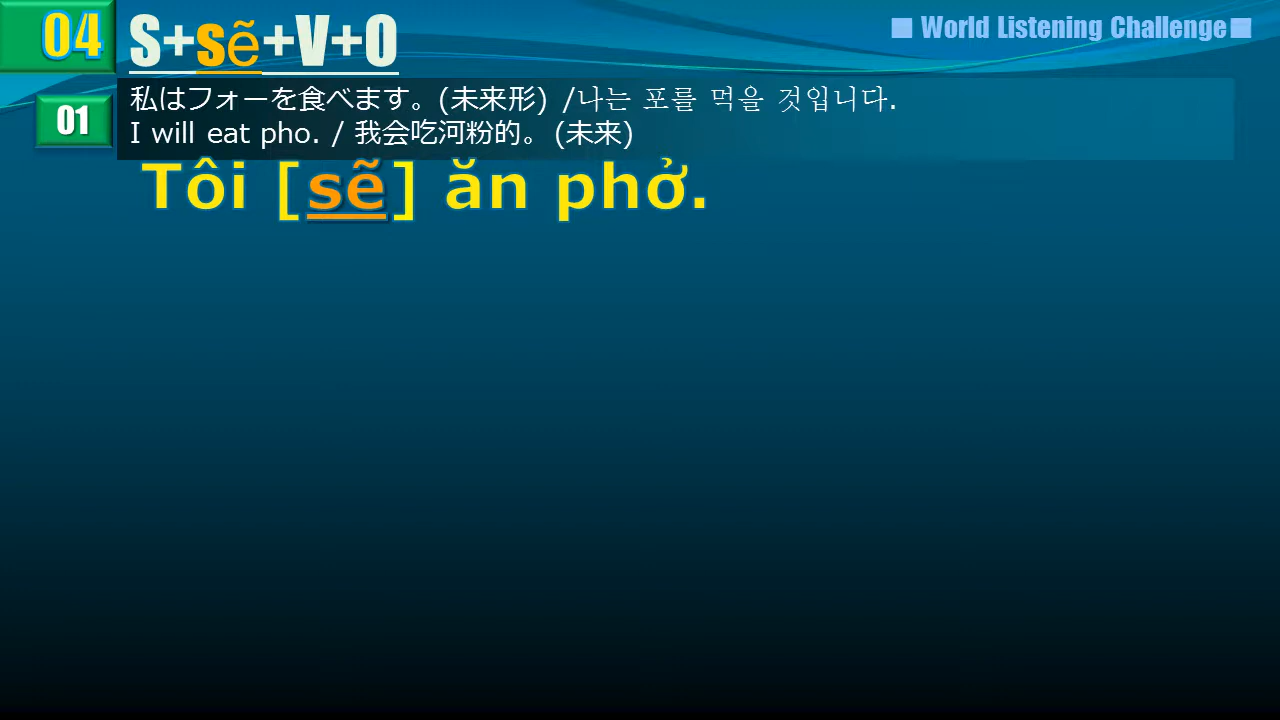 04 S+sẽ+V+O
■ World Listening Challenge■
01
私はフォーを食べます。(未来形) /나는 포를 먹을 것입니다.
I will eat pho. / 我会吃河粉的。(未来)
Tôi [sẽ] ăn phở.